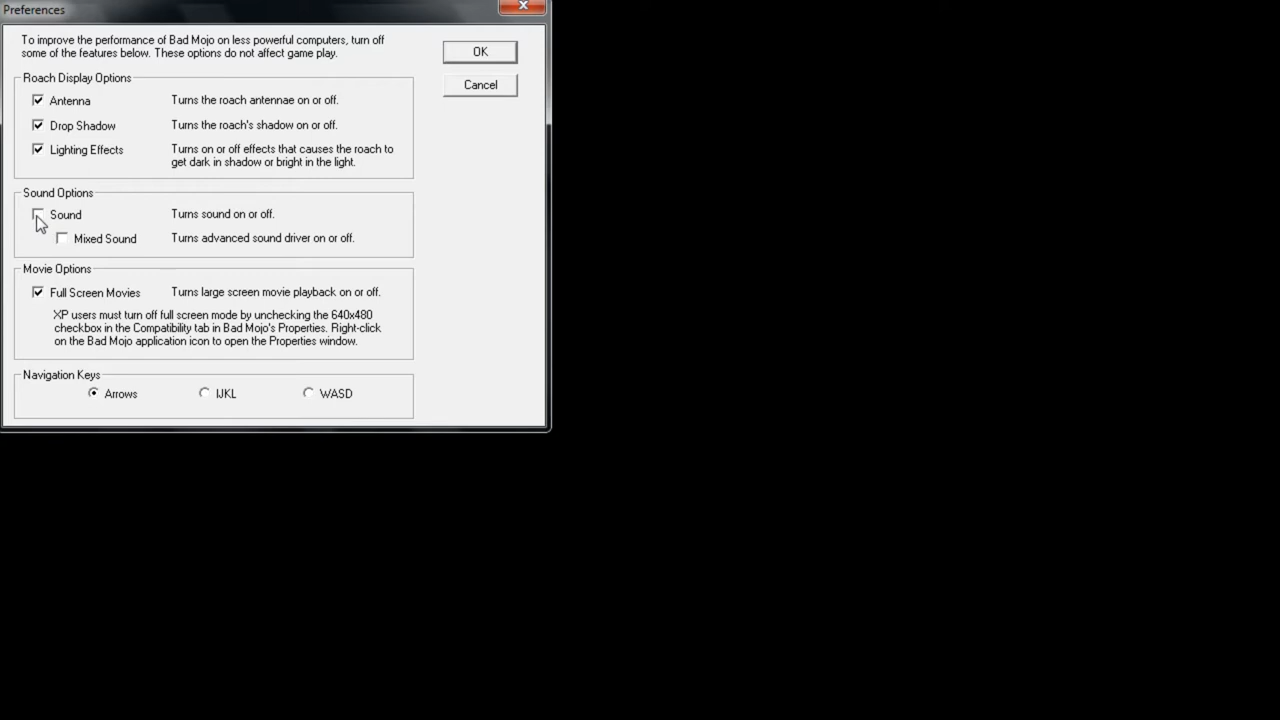 Preferences
To improve the performance of Bad Mojo on less powerful computers, turn off
some of the features below. These options do not affect game play.
OK
Cancel
Roach Display Options
Antenna Turns the roach antennae on or off.
Drop Shadow Turns the roach's shadow on or off.
Lighting Effects Turns on or off effects that causes the roach to
get dark in shadow or bright in the light.
Sound Options
Sound Turns sound on or off.
Mixed Sound Turns advanced sound driver on or off.
Movie Options
Full Screen Movies Turns large screen movie playback on or off.
XP users must turn off full screen mode by unchecking the 640x480
checkbox in the Compatibility tab in Bad Mojo's Properties. Right-click
on the Bad Mojo application icon to open the Properties window.
Navigation Keys
Arrows IJKL WASD